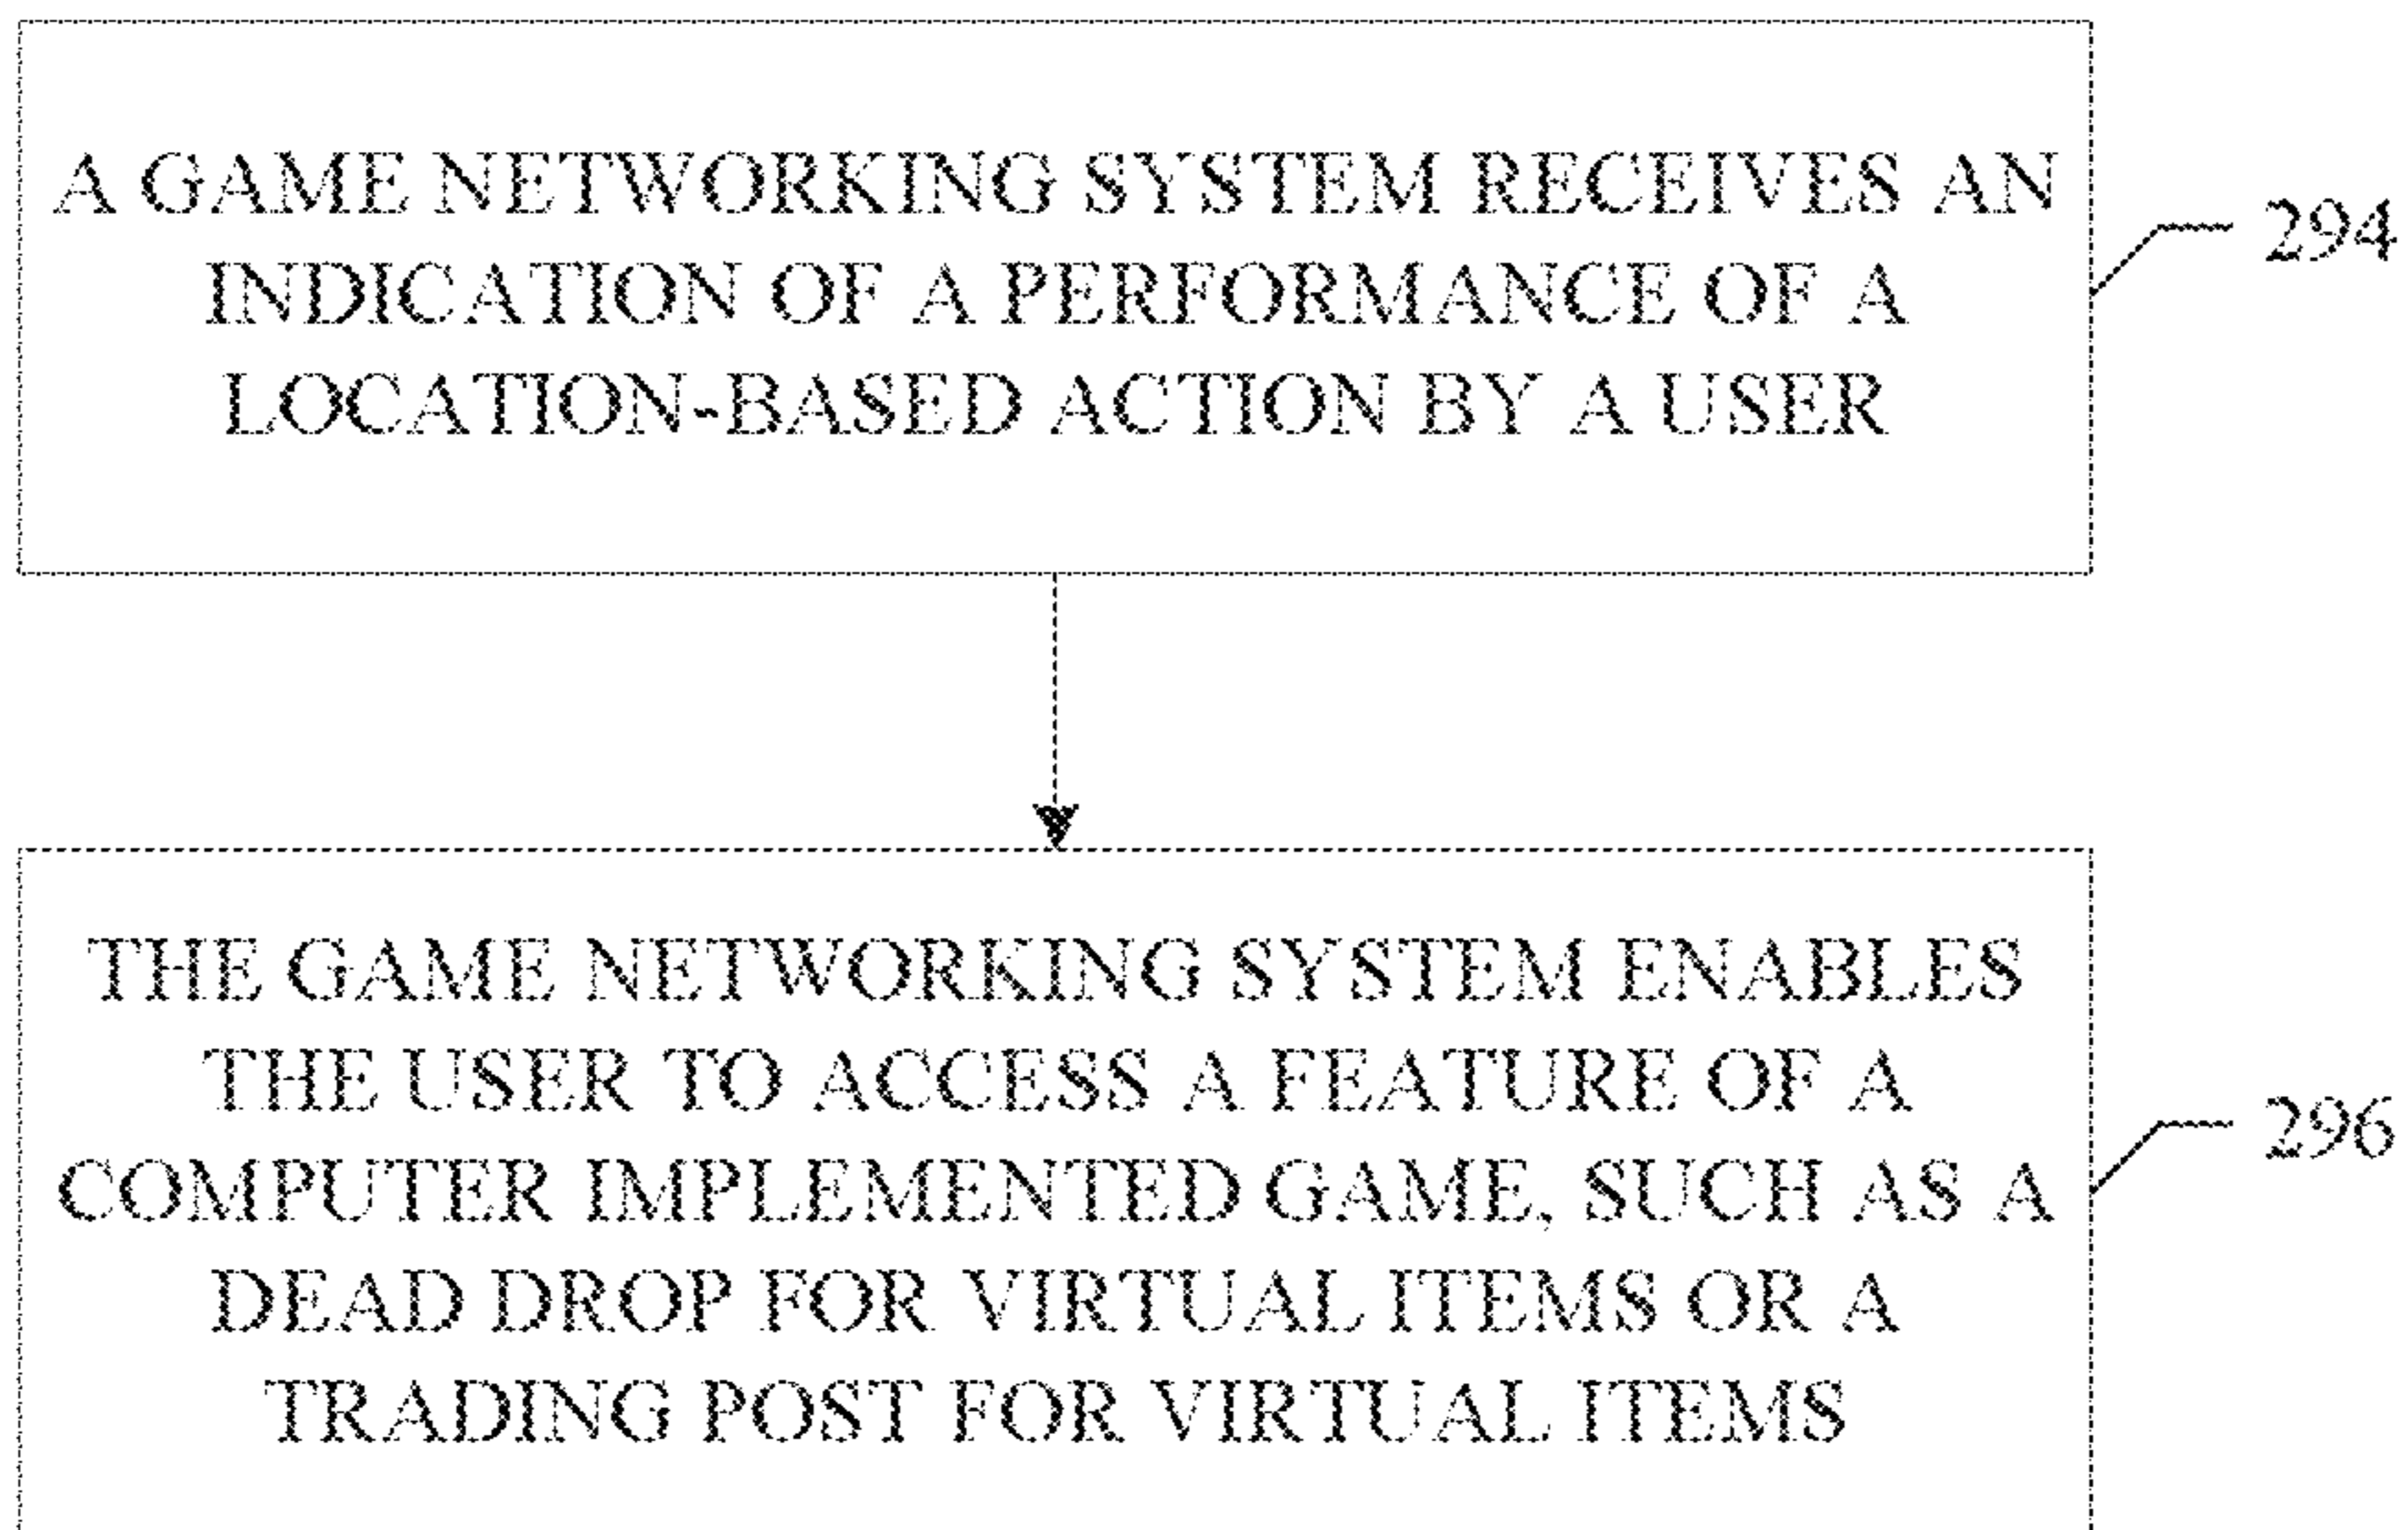 A GAME NETWORKING SYSTEM RECEIVES AN
INDICATION OF A PERFORMANCE OF A
LOCATION-BASED ACTION BY A USER
294
THE GAME NETWORKING SYSTEM ENABLES
THE USER TO ACCESS A FEATURE OF A
COMPUTER IMPLEMENTED GAME, SUCH AS A
DEAD DROP FOR VIRTUAL ITEMS OR A
TRADING POST FOR VIRTUAL ITEMS
296